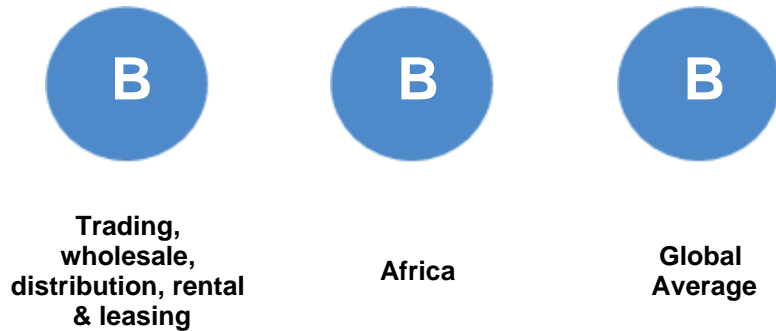 B B B
Trading,
wholesale,
distribution, rental
& leasing
Africa
Global
Average